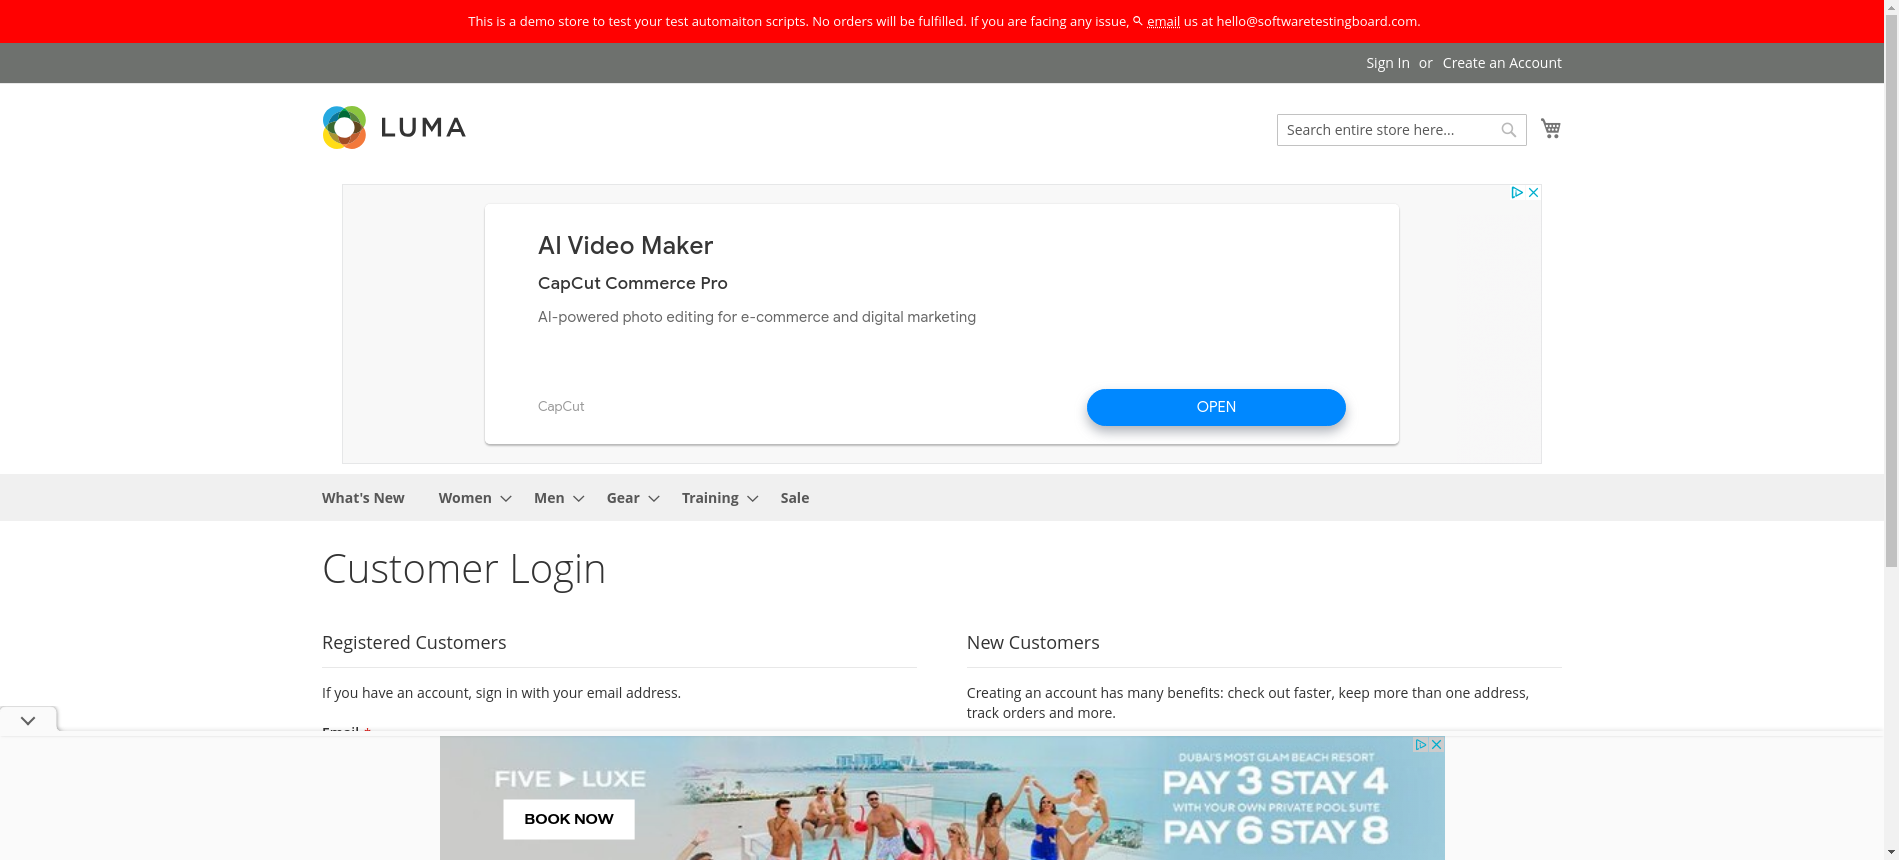 This is a demo store to test your test automaiton scripts. No orders will be fulfilled. If you are facing any issue, email us at hello@softwaretestingboard.com.
Sign In or Create an Account
LUMA
Search entire store here...
AI Video Maker
CapCut Commerce Pro
AI-powered photo editing for e-commerce and digital marketing
CapCut
OPEN
What's New Women Men Gear Training Sale
Customer Login
Registered Customers
If you have an account, sign in with your email address.
Email *
New Customers
Creating an account has many benefits: check out faster, keep more than one address,
track orders and more.
FIVE LUXE
BOOK NOW
DUBAI'S MOST GLAM BEACH RESORT
PAY 3 STAY 4
WITH YOUR OWN PRIVATE POOL SUITE
PAY 6 STAY 8